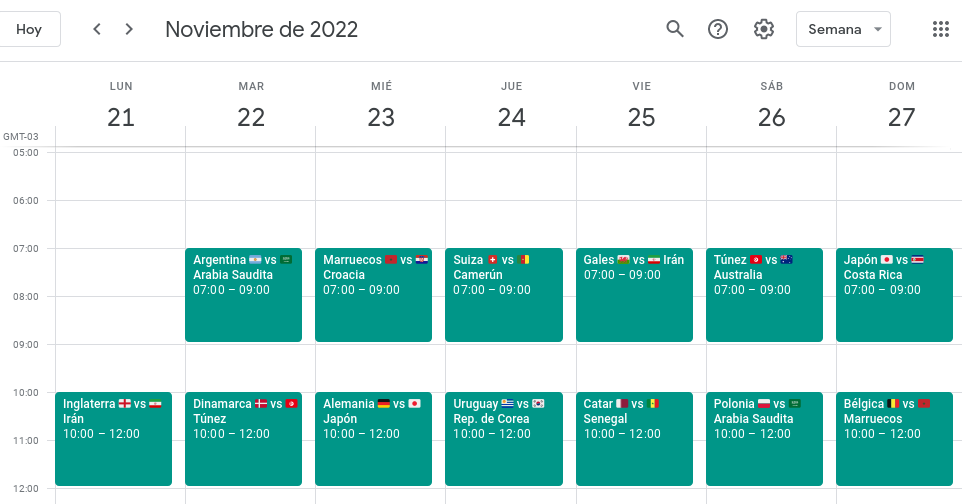 Hoy
Noviembre de 2022
Semana
LUN
MAR
MIÉ
JUE
VIE
SÁB
DOM
21
22
23
24
25
26
27
GMT-03
05:00
06:00
07:00
Argentina 🇦🇷 vs 🇸🇦
Arabia Saudita
07:00 – 09:00
Marruecos 🇲🇦 vs 🇭🇷
Croacia
07:00 – 09:00
Suiza 🇨🇭 vs 🇨🇲
Camerún
07:00 – 09:00
Gales 🏴󠁧󠁢󠁷󠁬󠁳󠁿 vs 🇮🇷 Irán
07:00 – 09:00
Túnez 🇹🇳 vs 🇦🇺
Australia
07:00 – 09:00
Japón 🇯🇵 vs 🇨🇷
Costa Rica
07:00 – 09:00
08:00
09:00
10:00
Inglaterra 🏴󠁧󠁢󠁥󠁮󠁧󠁿 vs 🇮🇷
Irán
10:00 – 12:00
Dinamarca 🇩🇰 vs 🇹🇳
Túnez
10:00 – 12:00
Alemania 🇩🇪 vs 🇯🇵
Japón
10:00 – 12:00
Uruguay 🇺🇾 vs 🇰🇷
Rep. de Corea
10:00 – 12:00
Catar 🇶🇦 vs 🇸🇳
Senegal
10:00 – 12:00
Polonia 🇵🇱 vs 🇸🇦
Arabia Saudita
10:00 – 12:00
Bélgica 🇧🇪 vs 🇲🇦
Marruecos
10:00 – 12:00
11:00
12:00